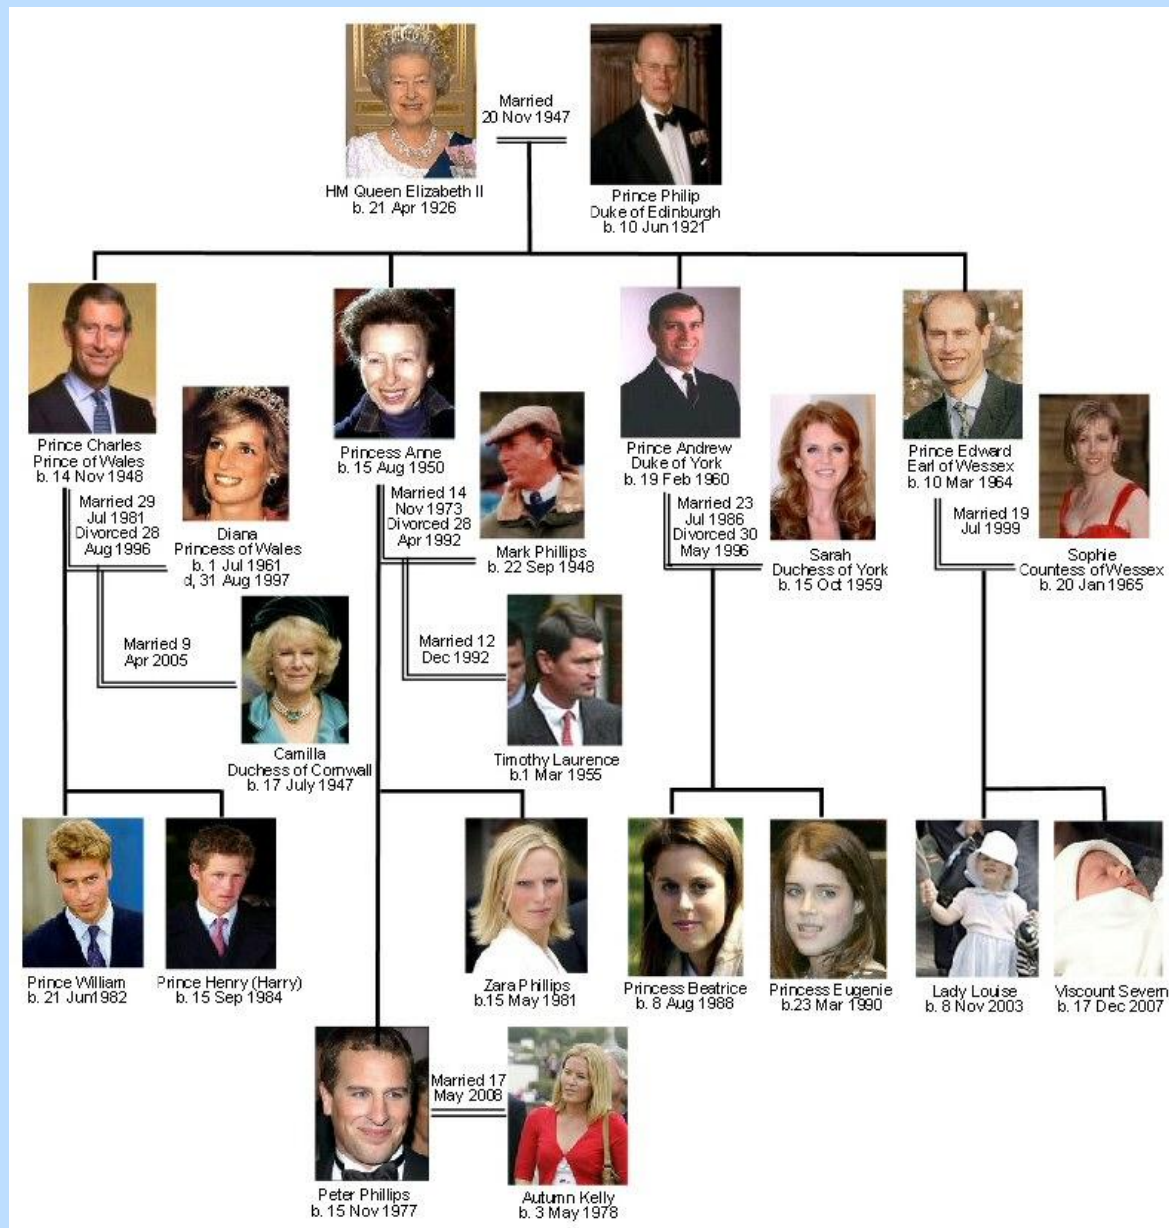 Married
20 Nov 1947
HM Queen Elizabeth II
b. 21 Apr 1926
Prince Philip
Duke of Edinburgh
b. 10 Jun 1921
Prince Charles
Prince of Wales
b. 14 Nov 1948
Princess Anne
b. 15 Aug 1950
Prince Andrew
Duke of York
b. 19 Feb 1960
Prince Edward
Earl of Wessex
b. 10 Mar 1964
Married 29
Jul 1981
Divorced 28
Aug 1996
Diana
Princess of Wales
b. 1 Jul 1961
d, 31 Aug 1997
Married 14
Nov 1973
Divorced 28
Apr 1992
Mark Phillips
b. 22 Sep 1948
Married 23
Jul 1986
Divorced 30
May 1996
Sarah
Duchess of York
b. 15 Oct 1959
Married 19
Jul 1999
Sophie
Countess of Wessex
b. 20 Jan 1965
Married 9
Apr 2005
Camilla
Duchess of Cornwall
b. 17 July 1947
Married 12
Dec 1992
Timothy Laurence
b.1 Mar 1955
Prince William
b. 21 Jun1982
Prince Henry (Harry)
b. 15 Sep 1984
Zara Phillips
b.15 May 1981
Princess Beatrice
b. 8 Aug 1988
Princess Eugenie
b.23 Mar 1990
Lady Louise
b. 8 Nov 2003
Viscount Severn
b. 17 Dec 2007
Peter Phillips
b. 15 Nov 1977
Married 17
May 2008
Autumn Kelly
b. 3 May 1978